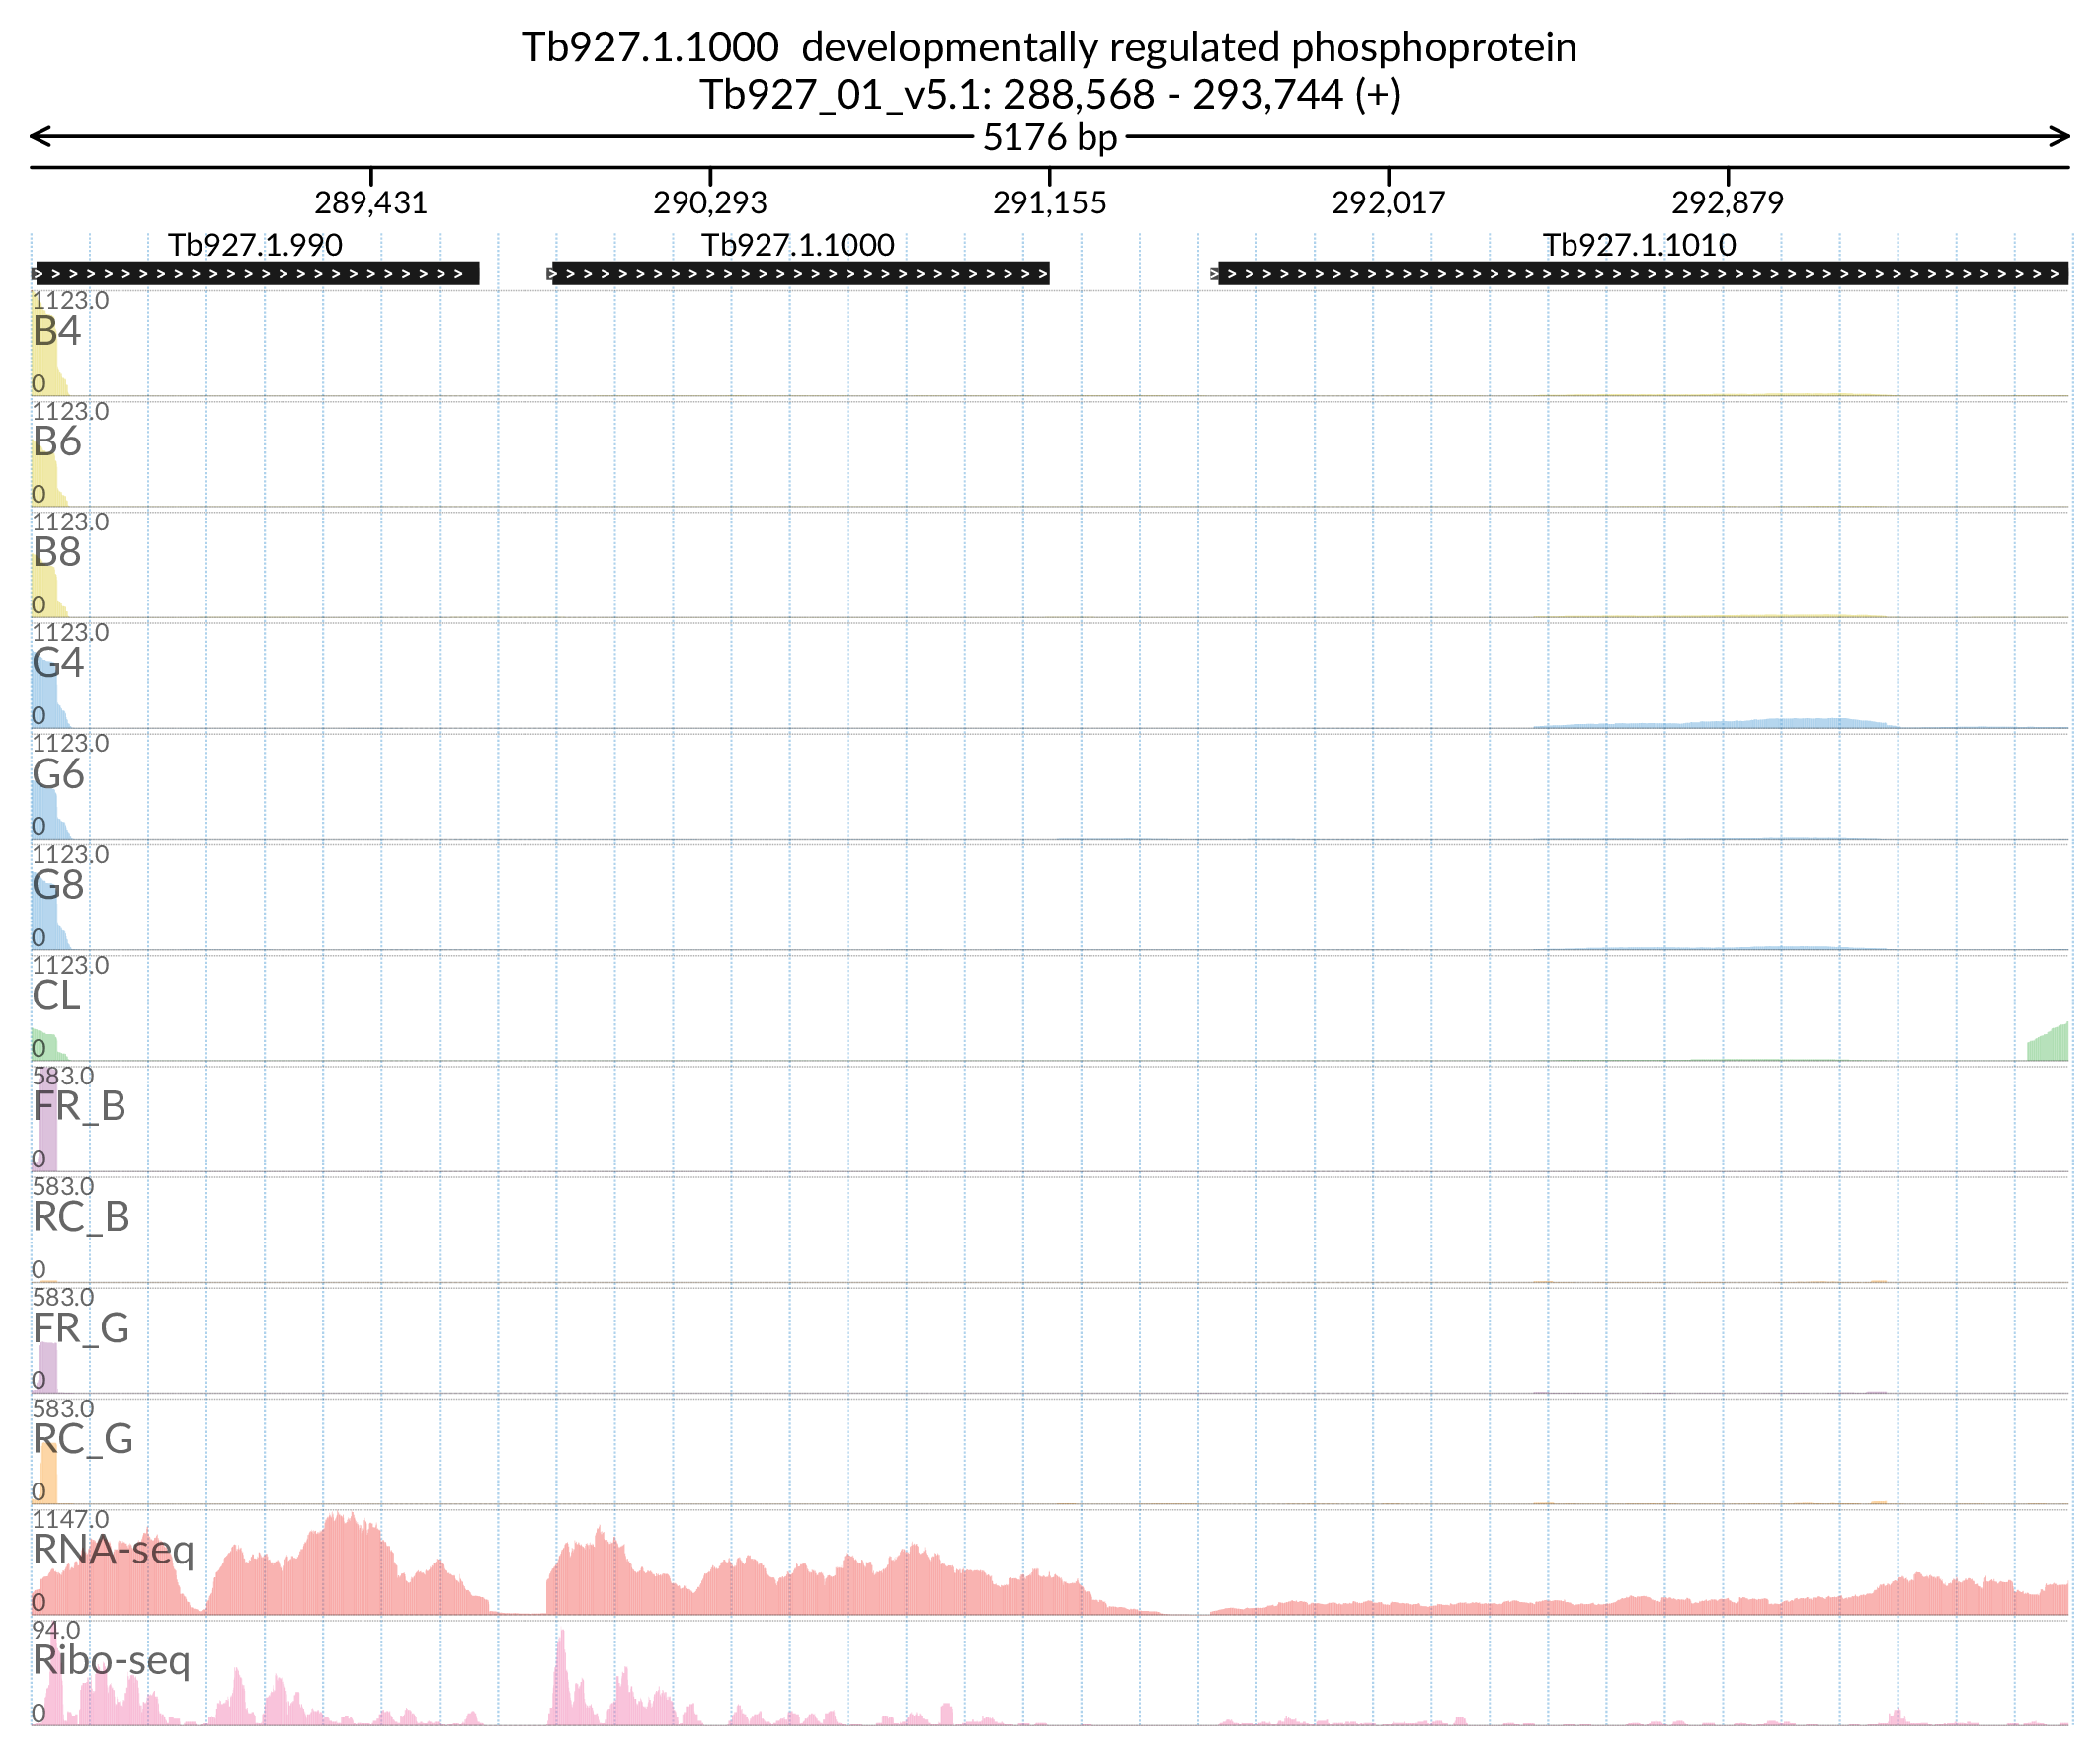 Tb927.1.1000 developmentally regulated phosphoprotein
Tb927_01_v5.1: 288,568 - 293,744 (+)
5176 bp
289,431 290,293 291,155 292,017 292,879
Tb927.1.990 Tb927.1.1000 Tb927.1.1010
1123.0
B4
0
1123.0
B6
0
1123.0
B8
0
1123.0
G4
0
1123.0
G6
0
1123.0
G8
0
1123.0
CL
0
583.0
FR_B
0
583.0
RC_B
0
583.0
FR_G
0
583.0
RC_G
0
1147.0
RNA-seq
0
94.0
Ribo-seq
0